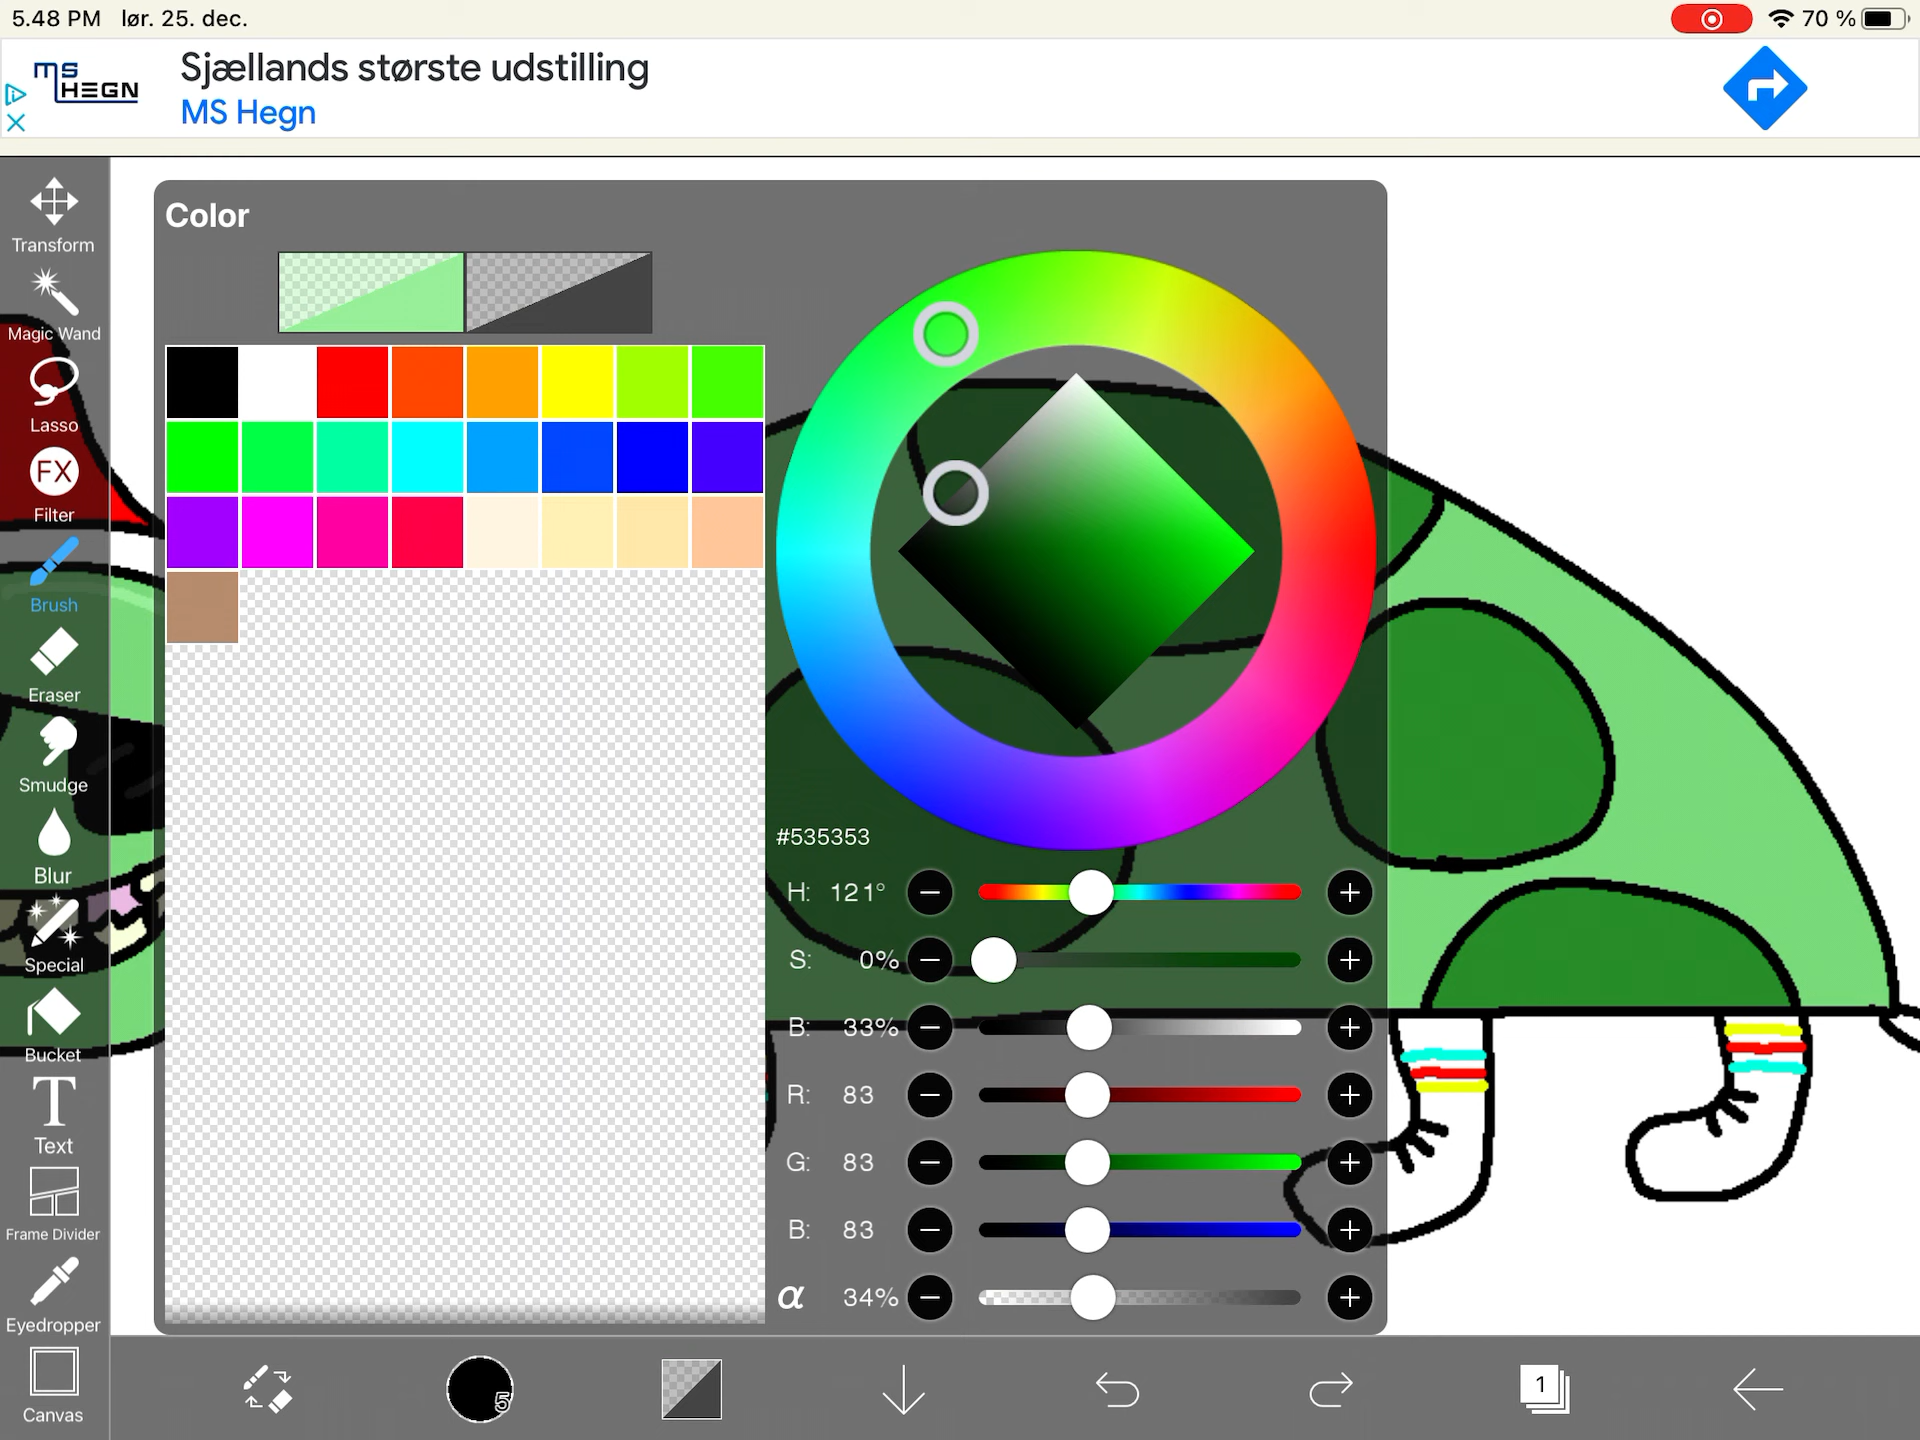 5.48 PM lør. 25. dec.
70 %
MS HEGN
Sjællands største udstilling
MS Hegn
Transform
Magic Wand
Lasso
FX
Filter
Brush
Eraser
Smudge
Blur
Special
Bucket
T
Text
Frame Divider
Eyedropper
Canvas
Color
#535353
H: 121°
S: 0%
B: 33%
R: 83
G: 83
B: 83
α 34%
5
1